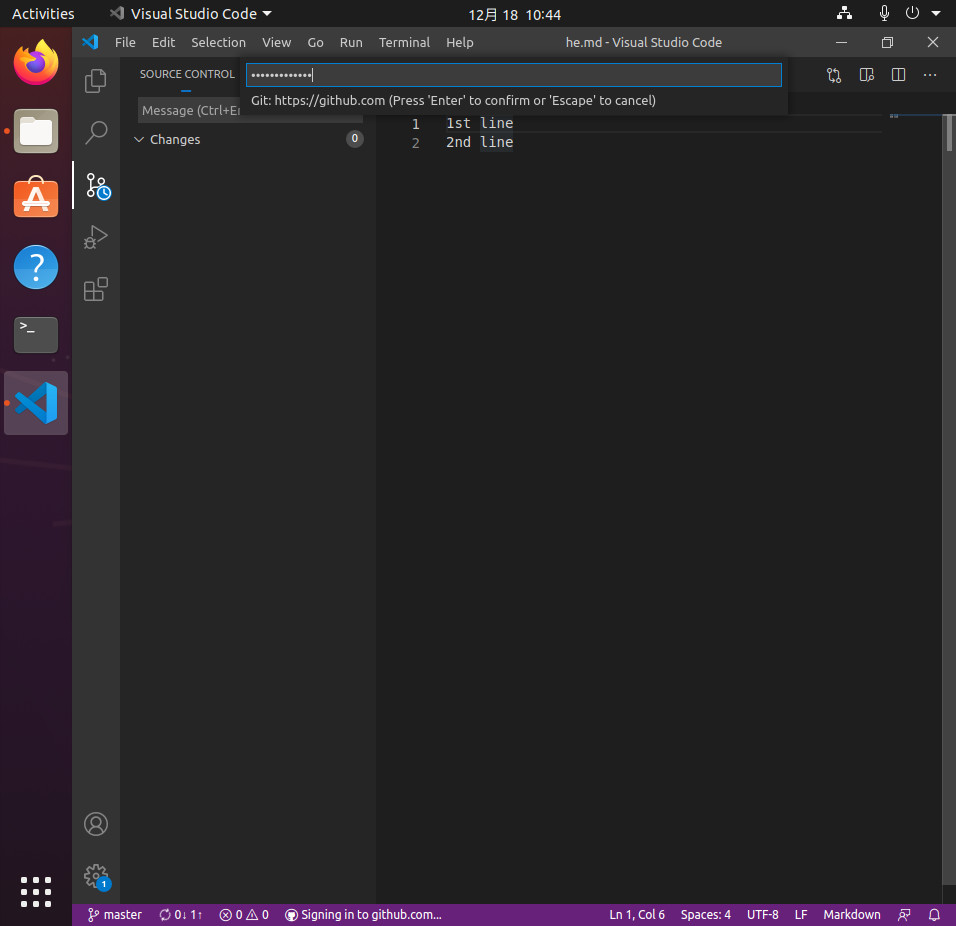 Activities Visual Studio Code 12月 18 10:44
File Edit Selection View Go Run Terminal Help he.md - Visual Studio Code
SOURCE CONTROL
•••••••••••••
Git: https://github.com (Press 'Enter' to confirm or 'Escape' to cancel)
Message (Ctrl+En
Changes 0
1 1st line
2 2nd line
>_
?
1
master 0↓ 1↑ 0 0 Signing in to github.com... Ln 1, Col 6 Spaces: 4 UTF-8 LF Markdown